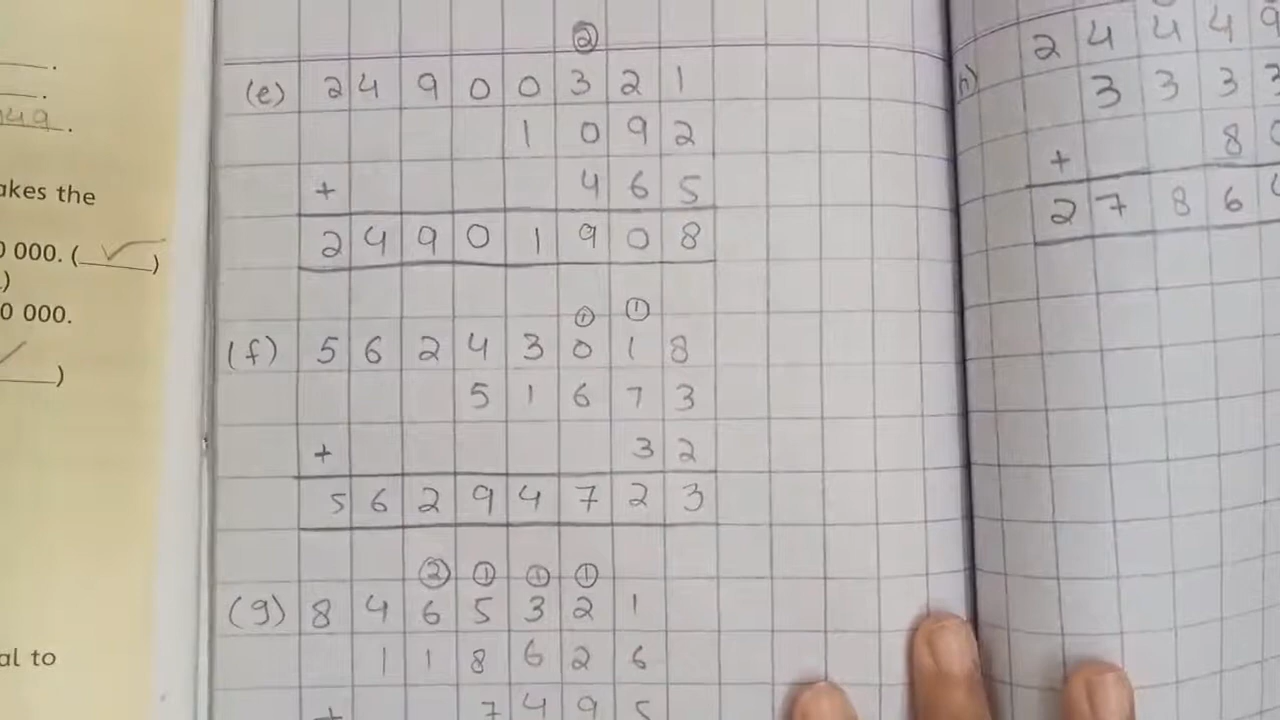 149.
akes the
0 000. (✓)
)
0 000.
✓)
al to
②
(e) 2 4 9 0 0 3 2 1
1 0 9 2
+ 4 6 5
2 4 9 0 1 9 0 8
① ①
(f) 5 6 2 4 3 0 1 8
5 1 6 7 3
+ 3 2
5 6 2 9 4 7 2 3
② ① ① ①
(g) 8 4 6 5 3 2 1
1 1 8 6 2 6
+ 7 4 9 5
2 4 4 4 9
h) 3 3 3 3
+ 8
2 7 8 6